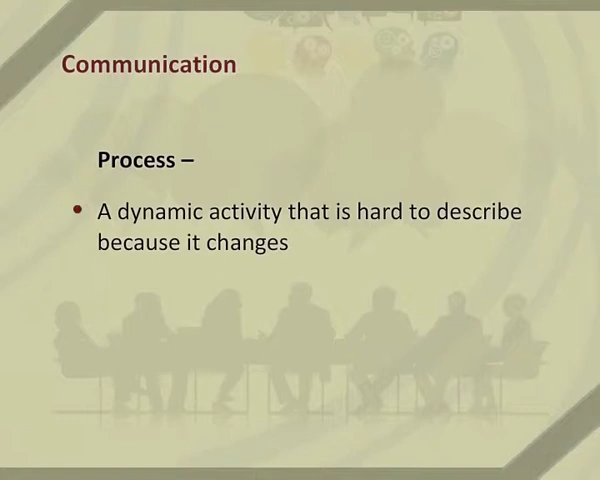 Communication
Process –
• A dynamic activity that is hard to describe
because it changes